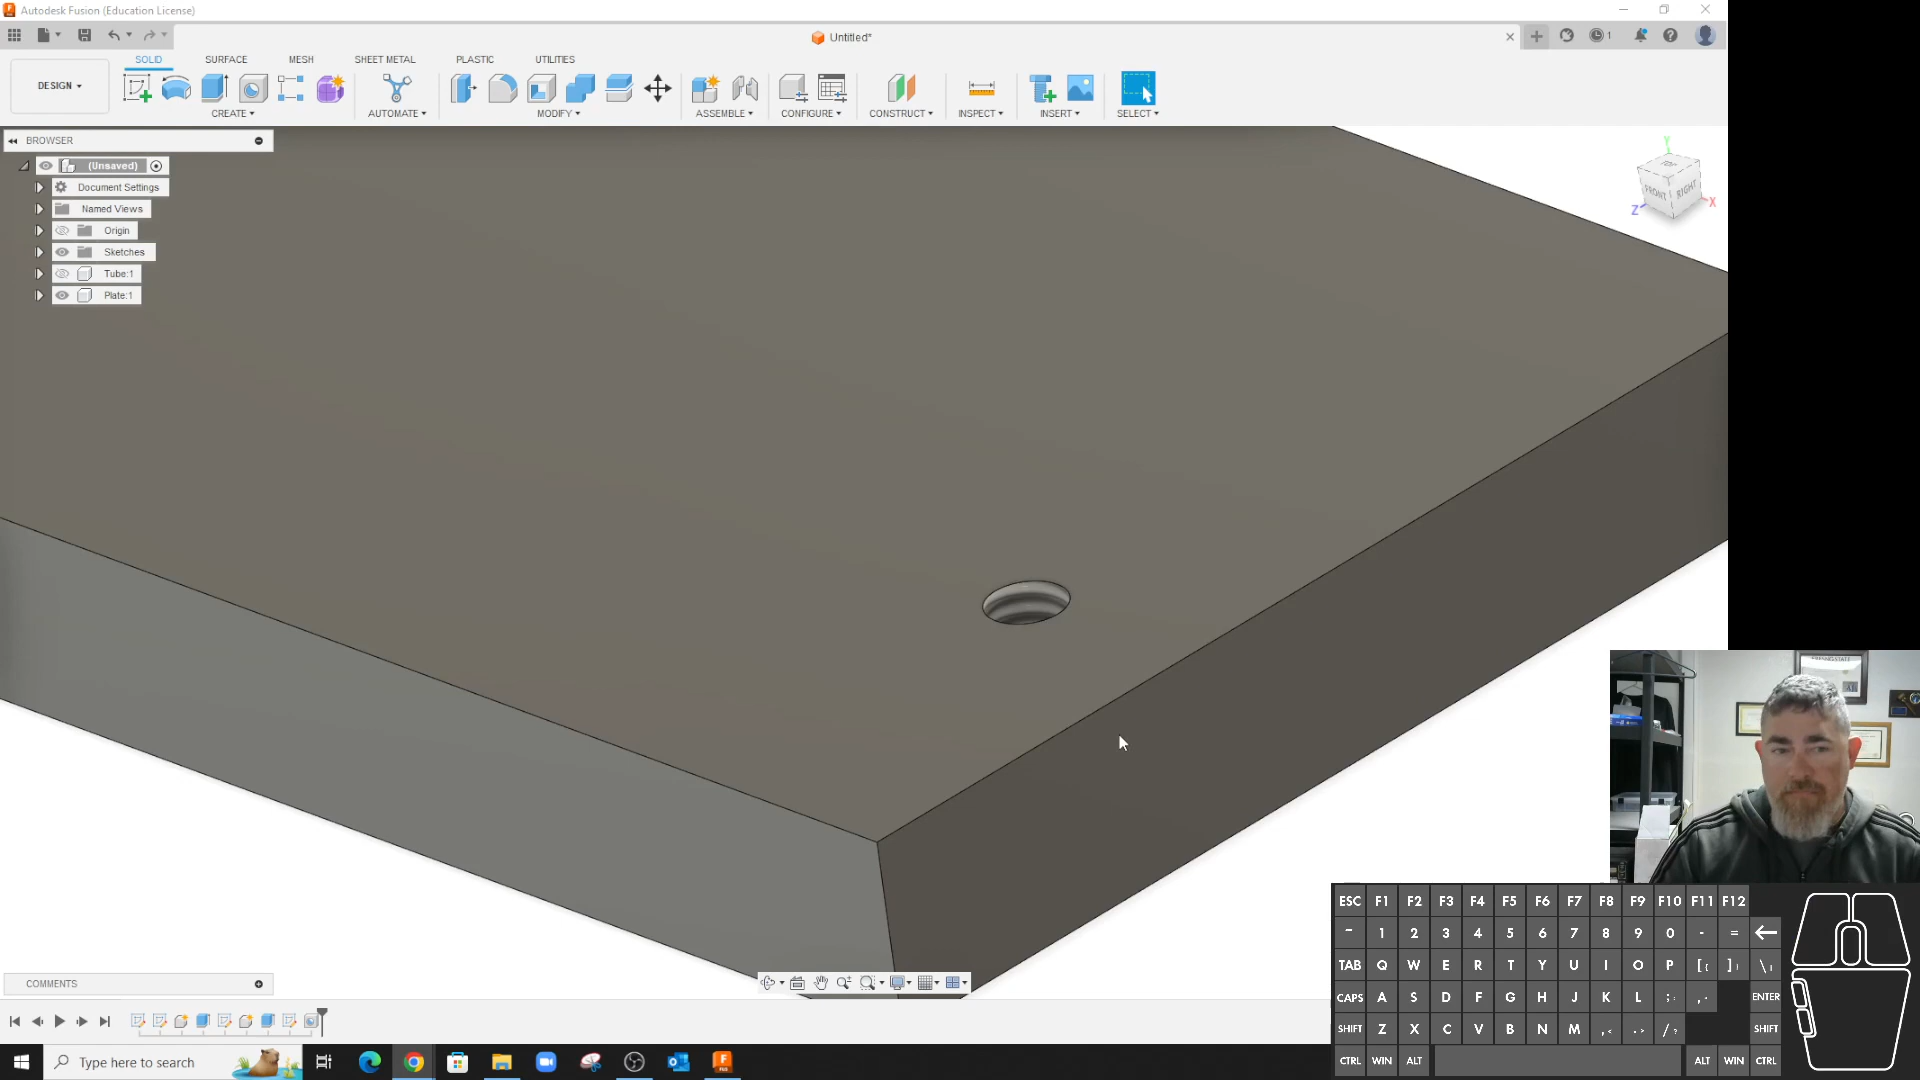 Autodesk Fusion (Education License)
Untitled*
1
DESIGN
SOLID
SURFACE
MESH
SHEET METAL
PLASTIC
UTILITIES
CREATE
AUTOMATE
MODIFY
ASSEMBLE
CONFIGURE
CONSTRUCT
INSPECT
INSERT
SELECT
BROWSER
(Unsaved)
Document Settings
Named Views
Origin
Sketches
Tube:1
Plate:1
Y
TOP
FRONT
RIGHT
Z
X
COMMENTS
Type here to search
ESC F1 F2 F3 F4 F5 F6 F7 F8 F9 F10 F11 F12
~ 1 2 3 4 5 6 7 8 9 0 - =
TAB Q W E R T Y U I O P [{ ]} \|
CAPS A S D F G H J K L ;: ENTER
SHIFT Z X C V B N M ,< .> /? SHIFT
CTRL WIN ALT ALT WIN CTRL